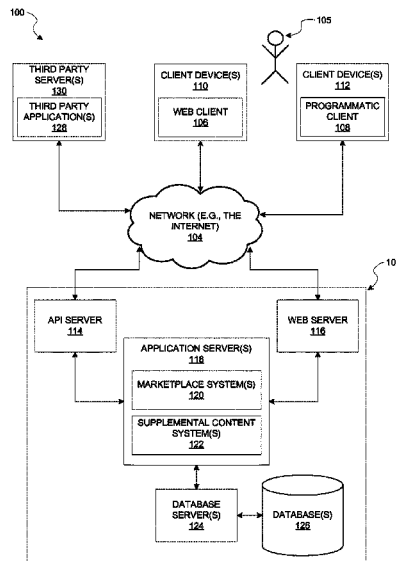 100
105
THIRD PARTY
SERVER(S)
130
THIRD PARTY
APPLICATION(S)
128
CLIENT DEVICE(S)
110
WEB CLIENT
106
CLIENT DEVICE(S)
112
PROGRAMMATIC
CLIENT
108
NETWORK (E.G., THE
INTERNET)
104
10
API SERVER
114
WEB SERVER
116
APPLICATION SERVER(S)
118
MARKETPLACE SYSTEM(S)
120
SUPPLEMENTAL CONTENT
SYSTEM(S)
122
DATABASE
SERVER(S)
124
DATABASE(S)
126